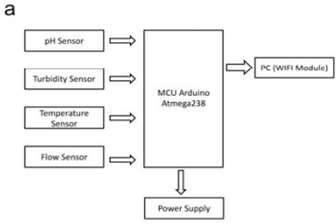 a
pH Sensor
Turbidity Sensor
Temperature
Sensor
Flow Sensor
MCU Arduino
Atmega238
PC (WIFI Module)
Power Supply